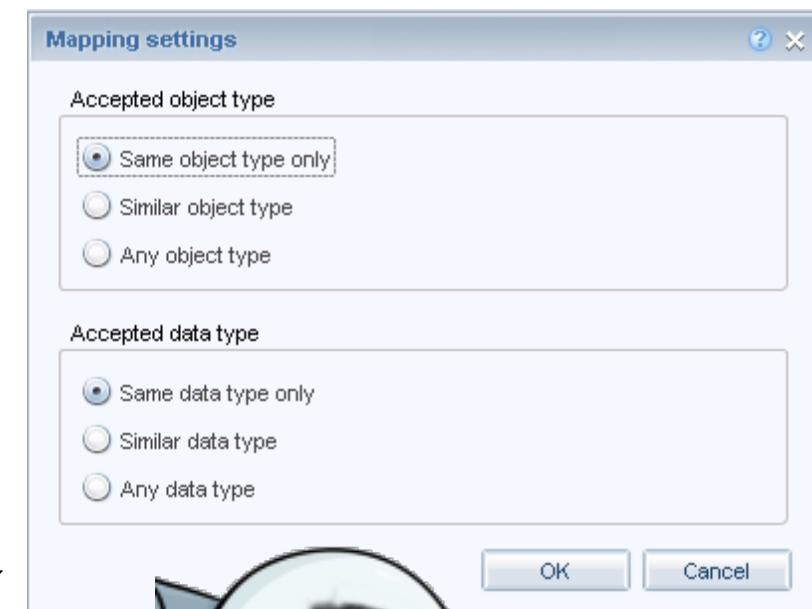 Mapping settings
Accepted object type
Same object type only
Similar object type
Any object type
Accepted data type
Same data type only
Similar data type
Any data type
OK Cancel